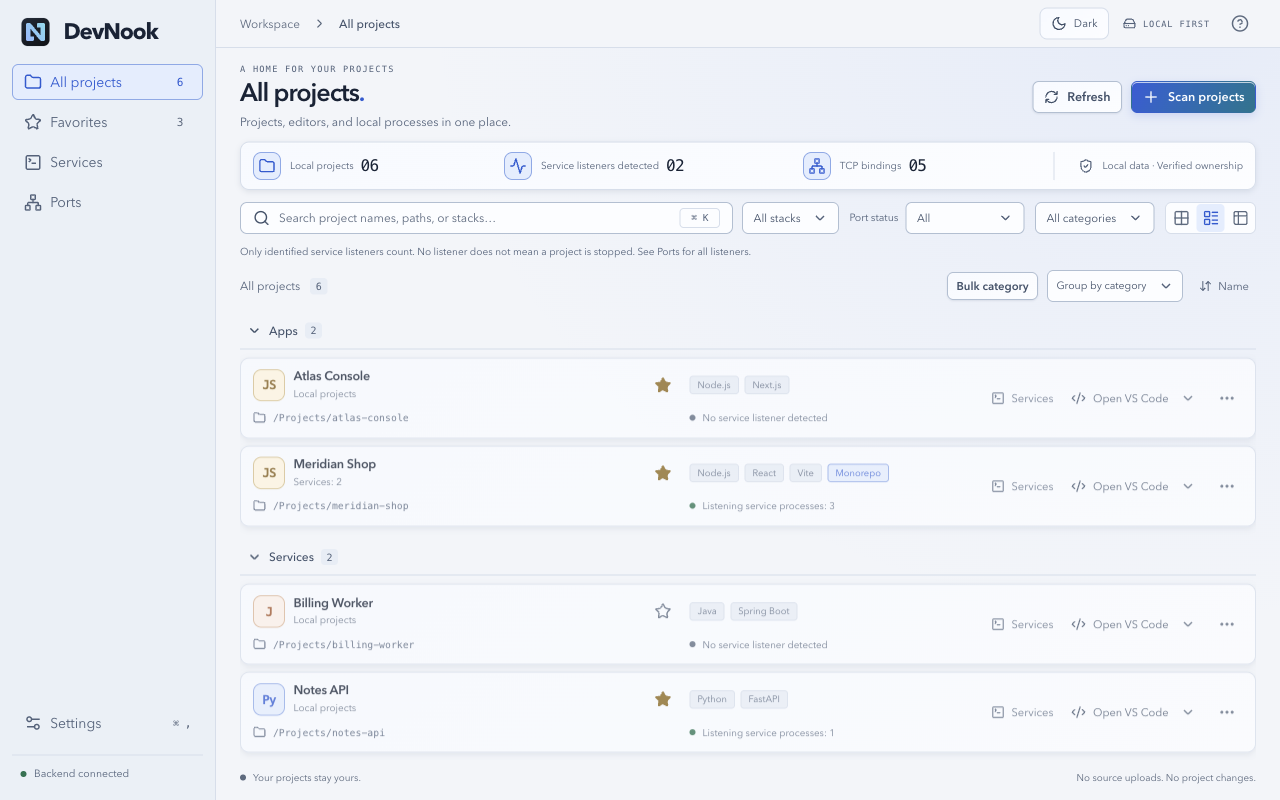 DevNook
All projects 6
Favorites 3
Services
Ports
Settings ⌘ ,
Backend connected
Workspace > All projects
Dark
LOCAL FIRST
A HOME FOR YOUR PROJECTS
All projects.
Projects, editors, and local processes in one place.
Refresh
Scan projects
Local projects 06
Service listeners detected 02
TCP bindings 05
Local data · Verified ownership
Search project names, paths, or stacks... ⌘ K
All stacks
Port status
All
All categories
Only identified service listeners count. No listener does not mean a project is stopped. See Ports for all listeners.
All projects 6
Bulk category
Group by category
Name
Apps 2
JS
Atlas Console
Local projects
/Projects/atlas-console
Node.js Next.js
No service listener detected
Services
Open VS Code
JS
Meridian Shop
Services: 2
/Projects/meridian-shop
Node.js React Vite Monorepo
Listening service processes: 3
Services
Open VS Code
Services 2
J
Billing Worker
Local projects
/Projects/billing-worker
Java Spring Boot
No service listener detected
Services
Open VS Code
Py
Notes API
Local projects
/Projects/notes-api
Python FastAPI
Listening service processes: 1
Services
Open VS Code
Your projects stay yours.
No source uploads. No project changes.